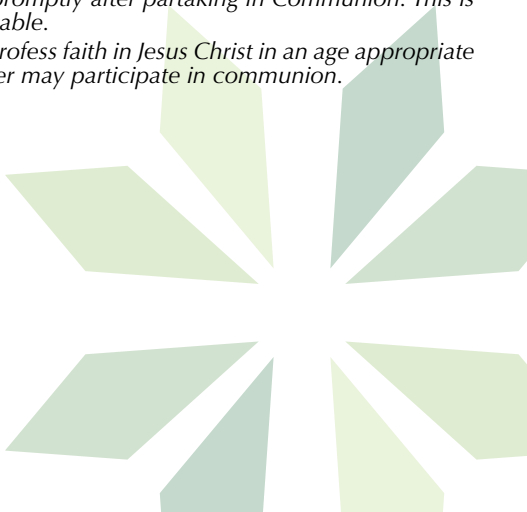 promptly after partaking in Communion. This is
able.
rofess faith in Jesus Christ in an age appropriate
er may participate in communion.